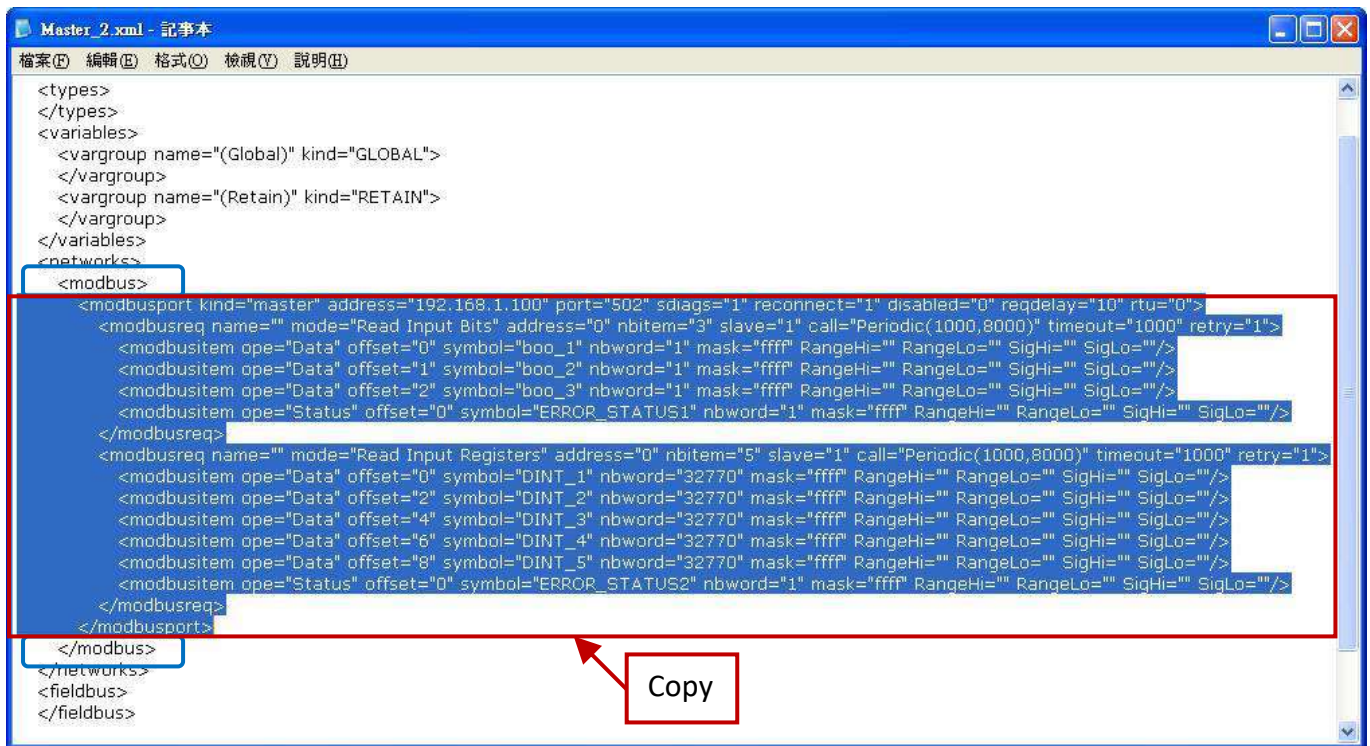 Master_2.xml - 記事本
檔案(F) 編輯(E) 格式(O) 檢視(V) 說明(H)
<types>
</types>
<variables>
<vargroup name="(Global)" kind="GLOBAL">
</vargroup>
<vargroup name="(Retain)" kind="RETAIN">
</vargroup>
</variables>
<networks>
<modbus>
<modbusport kind="master" address="192.168.1.100" port="502" sdiags="1" reconnect="1" disabled="0" reqdelay="10" rtu="0">
<modbusreq name="" mode="Read Input Bits" address="0" nbitem="3" slave="1" call="Periodic(1000,8000)" timeout="1000" retry="1">
<modbusitem ope="Data" offset="0" symbol="boo_1" nbword="1" mask="ffff" RangeHi="" RangeLo="" SigHi="" SigLo=""/>
<modbusitem ope="Data" offset="1" symbol="boo_2" nbword="1" mask="ffff" RangeHi="" RangeLo="" SigHi="" SigLo=""/>
<modbusitem ope="Data" offset="2" symbol="boo_3" nbword="1" mask="ffff" RangeHi="" RangeLo="" SigHi="" SigLo=""/>
<modbusitem ope="Status" offset="0" symbol="ERROR_STATUS1" nbword="1" mask="ffff" RangeHi="" RangeLo="" SigHi="" SigLo=""/>
</modbusreq>
<modbusreq name="" mode="Read Input Registers" address="0" nbitem="5" slave="1" call="Periodic(1000,8000)" timeout="1000" retry="1">
<modbusitem ope="Data" offset="0" symbol="DINT_1" nbword="32770" mask="ffff" RangeHi="" RangeLo="" SigHi="" SigLo=""/>
<modbusitem ope="Data" offset="2" symbol="DINT_2" nbword="32770" mask="ffff" RangeHi="" RangeLo="" SigHi="" SigLo=""/>
<modbusitem ope="Data" offset="4" symbol="DINT_3" nbword="32770" mask="ffff" RangeHi="" RangeLo="" SigHi="" SigLo=""/>
<modbusitem ope="Data" offset="6" symbol="DINT_4" nbword="32770" mask="ffff" RangeHi="" RangeLo="" SigHi="" SigLo=""/>
<modbusitem ope="Data" offset="8" symbol="DINT_5" nbword="32770" mask="ffff" RangeHi="" RangeLo="" SigHi="" SigLo=""/>
<modbusitem ope="Status" offset="0" symbol="ERROR_STATUS2" nbword="1" mask="ffff" RangeHi="" RangeLo="" SigHi="" SigLo=""/>
</modbusreq>
</modbusport>
</modbus>
</networks>
<fieldbus>
</fieldbus>
Copy